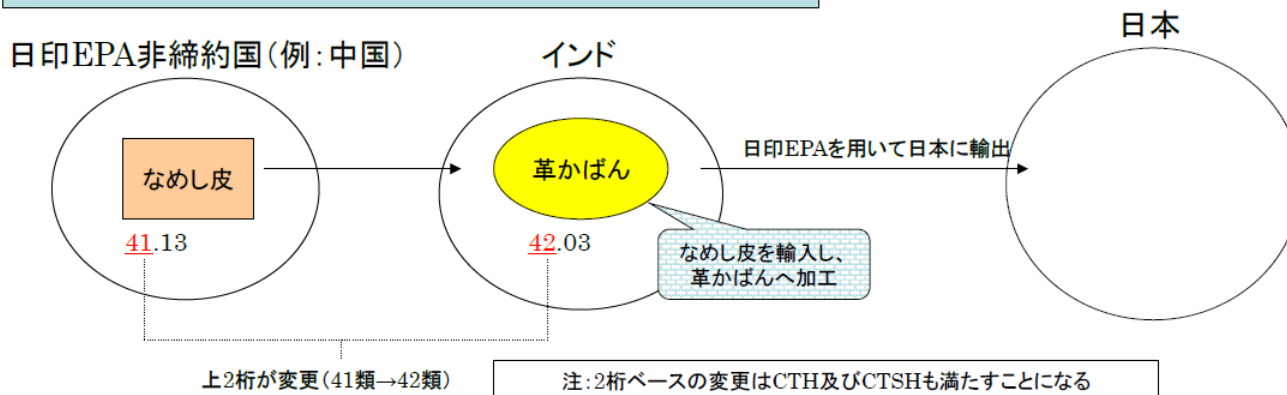 日本
日印EPA非締約国(例:中国)
インド
なめし皮
革かばん
日印EPAを用いて日本に輸出
41.13
42.03
なめし皮を輸入し、
革かばんへ加工
上2桁が変更(41類→42類)
注:2桁ベースの変更はCTH及びCTSHも満たすことになる